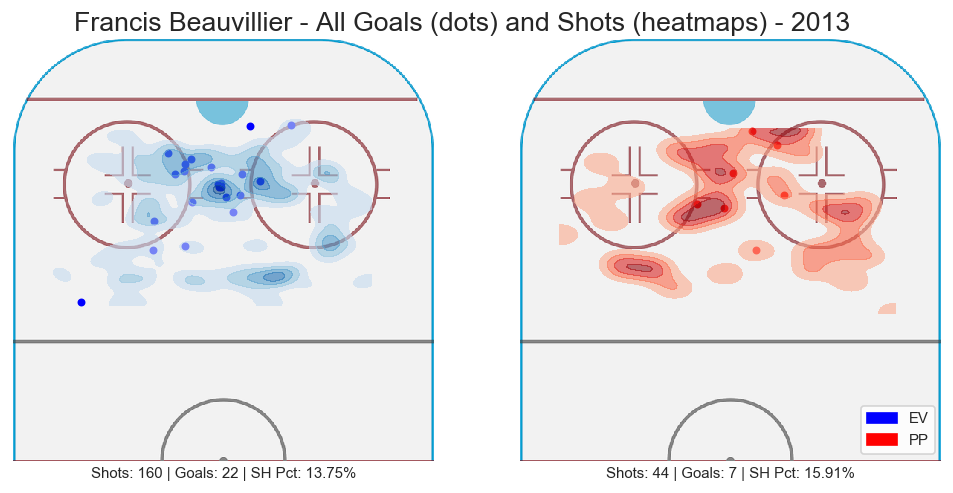 Francis Beauvillier - All Goals (dots) and Shots (heatmaps) - 2013
EV
PP
Shots: 160 | Goals: 22 | SH Pct: 13.75%
Shots: 44 | Goals: 7 | SH Pct: 15.91%